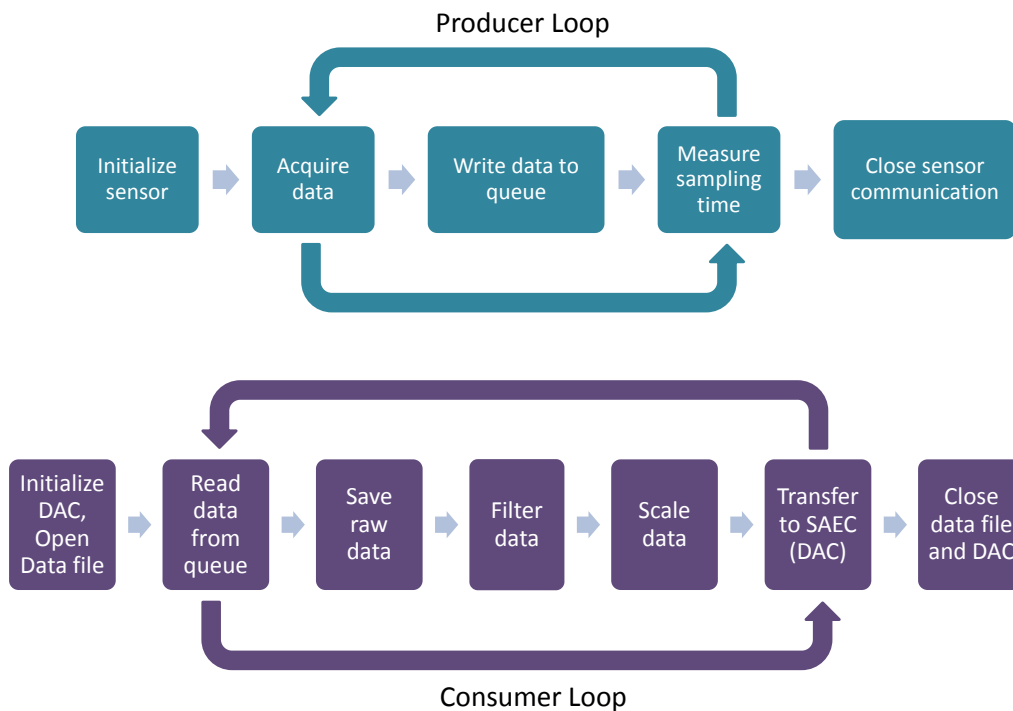 Producer Loop
Initialize
sensor
Acquire
data
Write data to
queue
Measure
sampling
time
Close sensor
communication
Initialize
DAC,
Open
Data file
Read
data
from
queue
Save
raw
data
Filter
data
Scale
data
Transfer
to SAEC
(DAC)
Close
data file
and DAC
Consumer Loop